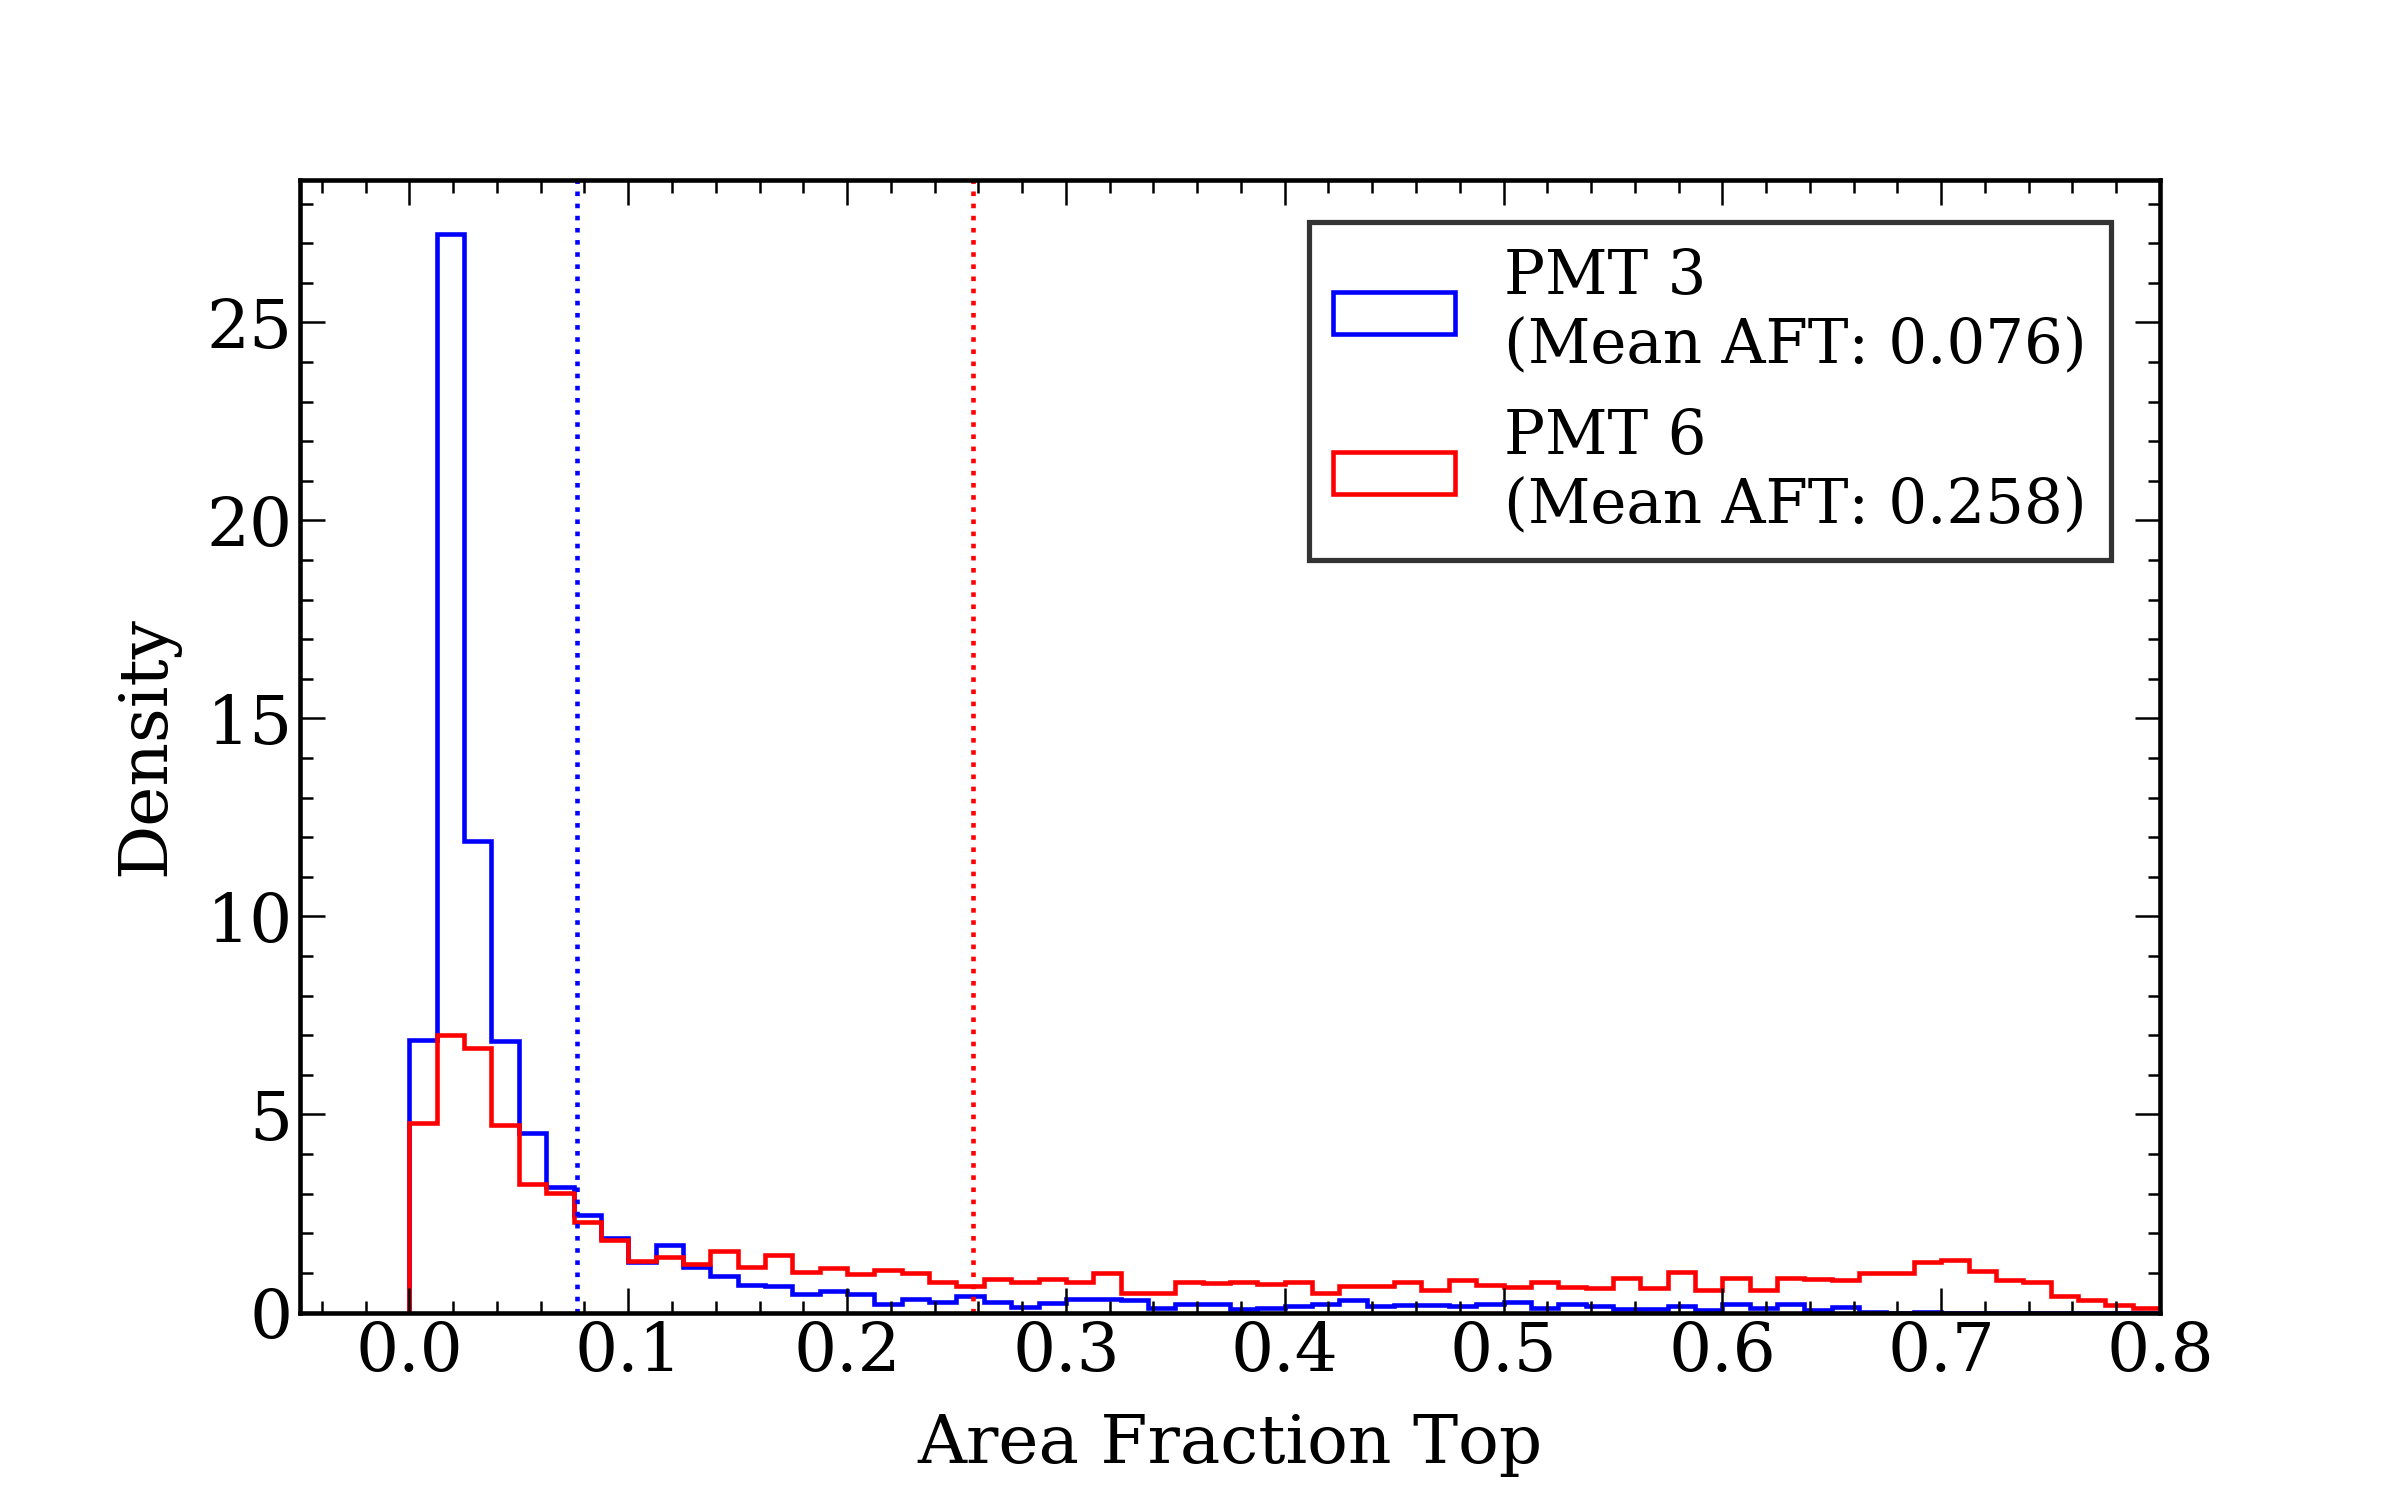 PMT 3
(Mean AFT: 0.076)
PMT 6
(Mean AFT: 0.258)
25
20
15
10
5
0
Density
0.0 0.1 0.2 0.3 0.4 0.5 0.6 0.7 0.8
Area Fraction Top